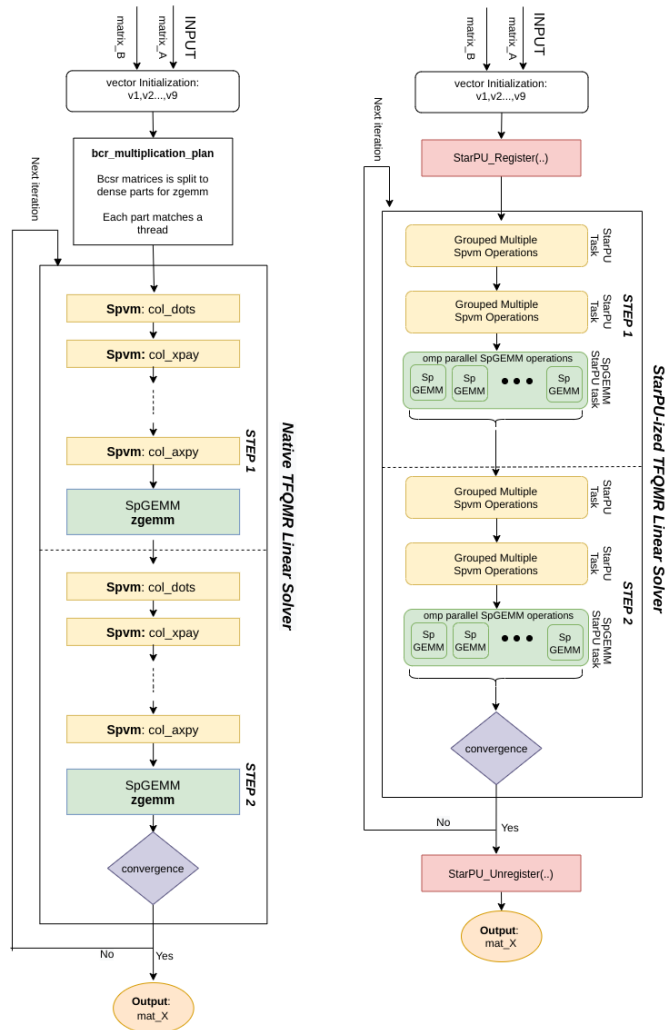 INPUT
matrix_A
matrix_B
vector Initialization:
v1,v2...,v9
bcr_multiplication_plan
Bcsr matrices is split to
dense parts for zgemm
Each part matches a
thread
Next iteration
Spvm: col_dots
Spvm: col_xpay
Spvm: col_axpy
STEP 1
SpGEMM
zgemm
Spvm: col_dots
Spvm: col_xpay
Spvm: col_axpy
STEP 2
SpGEMM
zgemm
convergence
No
Yes
Output:
mat_X
Native TFQMR Linear Solver
INPUT
matrix_A
matrix_B
vector Initialization:
v1,v2...,v9
Next iteration
StarPU_Register(..)
Grouped Multiple
Spvm Operations
StarPU
Task
Grouped Multiple
Spvm Operations
StarPU
Task
STEP 1
omp parallel SpGEMM operations
Sp
GEMM
Sp
GEMM
Sp
GEMM
SpGEMM
StarPU task
Grouped Multiple
Spvm Operations
StarPU
Task
Grouped Multiple
Spvm Operations
StarPU
Task
STEP 2
omp parallel SpGEMM operations
Sp
GEMM
Sp
GEMM
Sp
GEMM
SpGEMM
StarPU task
convergence
No
Yes
StarPU_Unregister(..)
Output:
mat_X
StarPU-ized TFQMR Linear Solver